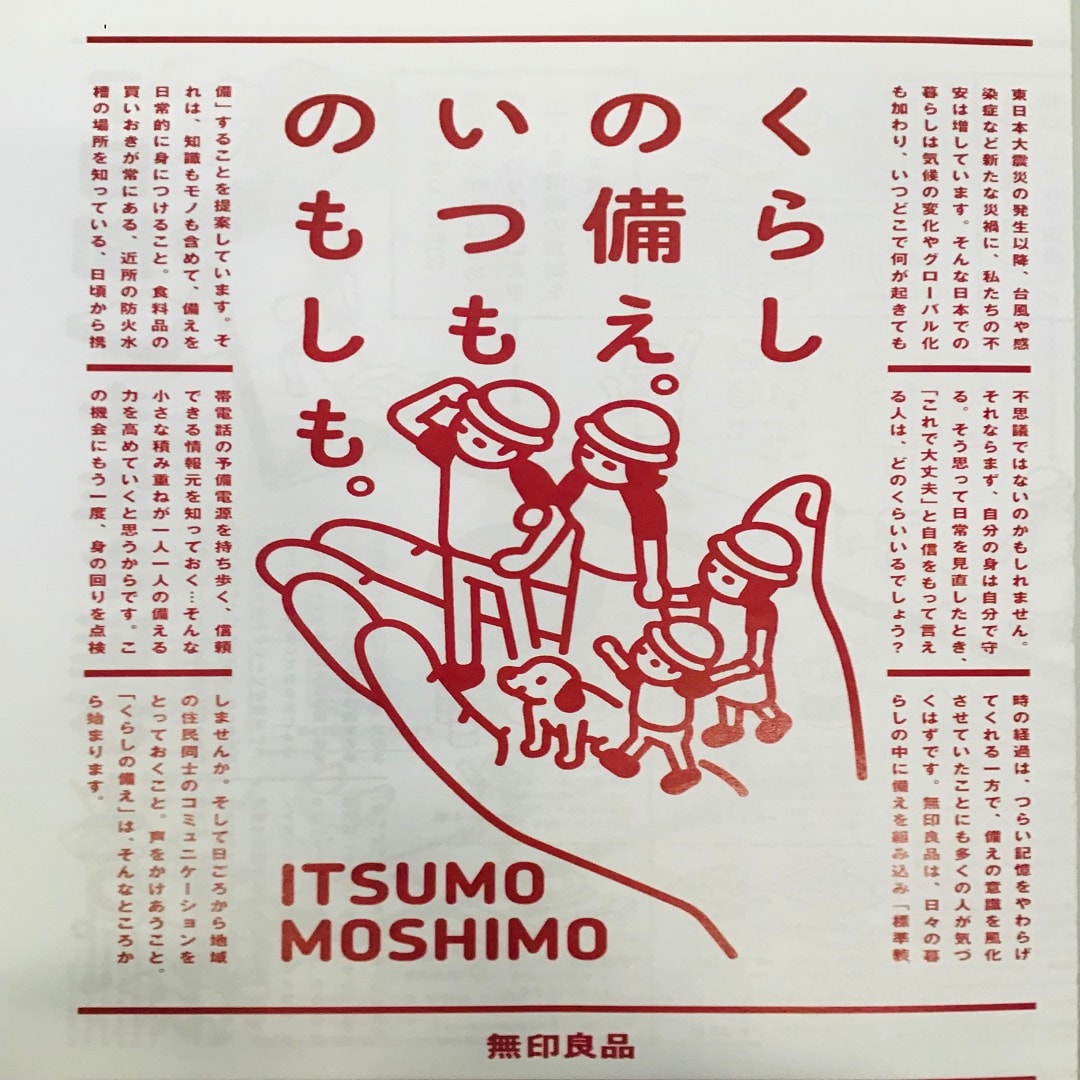 くらし
の備え。
いつも
のもしも。
東日本大震災の発生以降、台風や感
染症など新たな災禍に、私たちの不
安は増しています。そんな日本での
暮らしは気候の変化やグローバル化
も加わり、いつどこで何が起きても
不思議ではないのかもしれません。
それならまず、自分の身は自分で守
る。そう思って日常を見直したとき、
「これで大丈夫」と自信をもって言え
る人は、どのくらいいるでしょう？
時の経過は、つらい記憶をやわらげ
てくれる一方で、備えの意識を風化
させていたことにも多くの人が気づ
くはずです。無印良品は、日々の暮
らしの中に備えを組み込み「標準装
備」することを提案しています。そ
れは、知識もモノも含めて、備えを
日常的に身につけること。食料品の
買いおきが常にある、近所の防火水
槽の場所を知っている、日頃から携
帯電話の予備電源を持ち歩く、信頼
できる情報元を知っておく…そんな
小さな積み重ねが一人一人の備える
力を高めていくと思うからです。こ
の機会にもう一度、身の回りを点検
しませんか。そして日ごろから地域
の住民同士のコミュニケーションを
とっておくこと。声をかけあうこと。
「くらしの備え」は、そんなところか
ら始まります。
ITSUMO
MOSHIMO
無印良品